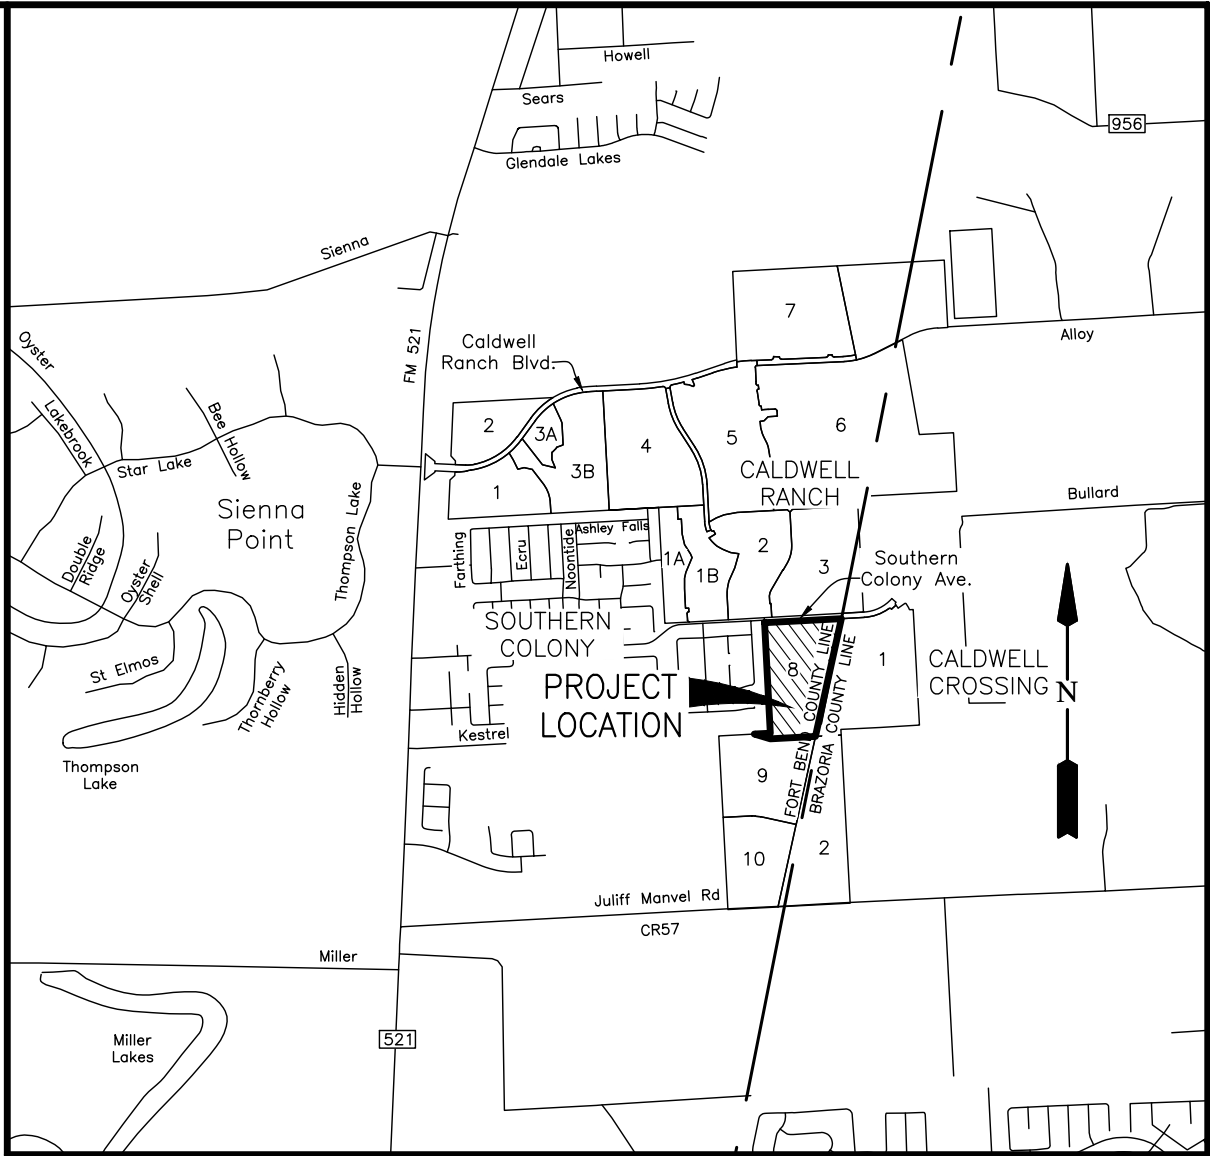 Howell
Sears
Glendale Lakes
956
Sienna
FM 521
Caldwell
Ranch Blvd.
7
Alloy
Oyster
Lakebrook
Bee Hollow
Star Lake
2
3A
3B
4
5
6
1
CALDWELL
RANCH
Sienna
Point
Thompson Lake
Bullard
Farthing
Ecru
Noontide
Ashley Falls
1A
1B
2
3
Southern
Colony Ave.
Double
Ridge
Oyster
Shell
SOUTHERN
COLONY
St Elmos
Thornberry
Hollow
Hidden
Hollow
8
1
CALDWELL
CROSSING
N
PROJECT
LOCATION
Kestrel
FORT BEND COUNTY LINE
BRAZORIA COUNTY LINE
Thompson
Lake
9
10
2
Juliff Manvel Rd
CR57
Miller
521
Miller
Lakes